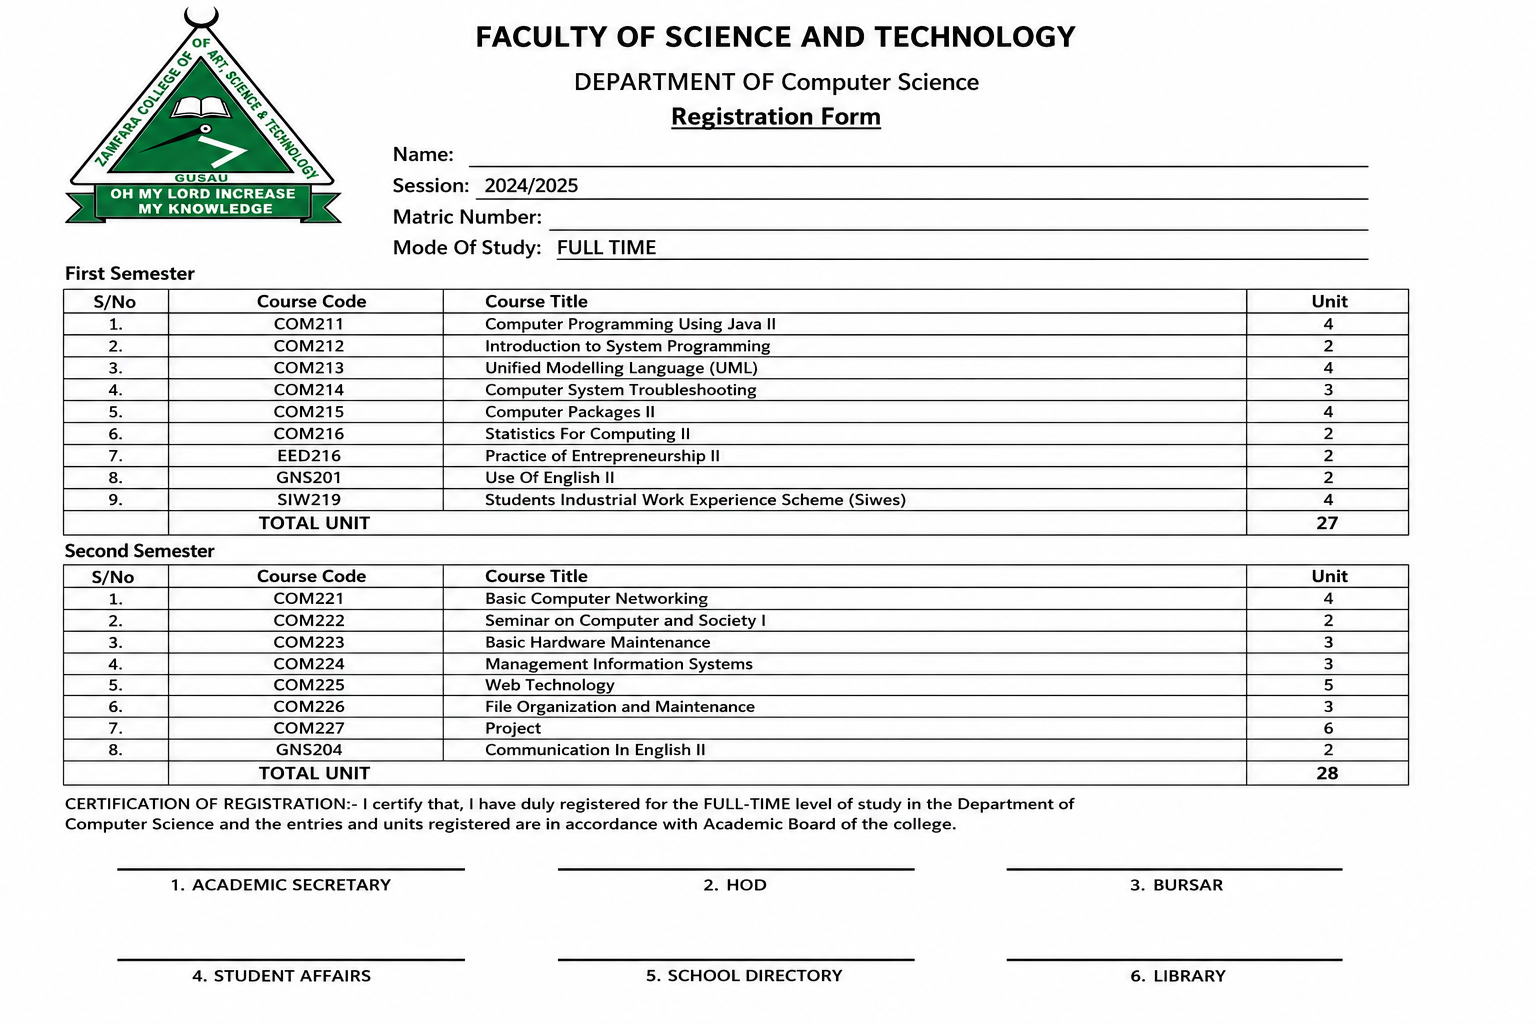 ZAMFARA COLLEGE OF ART, SCIENCE & TECHNOLOGY
GUSAU
OH MY LORD INCREASE
MY KNOWLEDGE
FACULTY OF SCIENCE AND TECHNOLOGY
DEPARTMENT OF Computer Science
Registration Form
Name:
Session: 2024/2025
Matric Number:
Mode Of Study: FULL TIME
First Semester
S/No Course Code Course Title Unit
1. COM211 Computer Programming Using Java II 4
2. COM212 Introduction to System Programming 2
3. COM213 Unified Modelling Language (UML) 4
4. COM214 Computer System Troubleshooting 3
5. COM215 Computer Packages II 4
6. COM216 Statistics For Computing II 2
7. EED216 Practice of Entrepreneurship II 2
8. GNS201 Use Of English II 2
9. SIW219 Students Industrial Work Experience Scheme (Siwes) 4
TOTAL UNIT 27
Second Semester
S/No Course Code Course Title Unit
1. COM221 Basic Computer Networking 4
2. COM222 Seminar on Computer and Society I 2
3. COM223 Basic Hardware Maintenance 3
4. COM224 Management Information Systems 3
5. COM225 Web Technology 5
6. COM226 File Organization and Maintenance 3
7. COM227 Project 6
8. GNS204 Communication In English II 2
TOTAL UNIT 28
CERTIFICATION OF REGISTRATION:- I certify that, I have duly registered for the FULL-TIME level of study in the Department of
Computer Science and the entries and units registered are in accordance with Academic Board of the college.
1. ACADEMIC SECRETARY 2. HOD 3. BURSAR
4. STUDENT AFFAIRS 5. SCHOOL DIRECTORY 6. LIBRARY